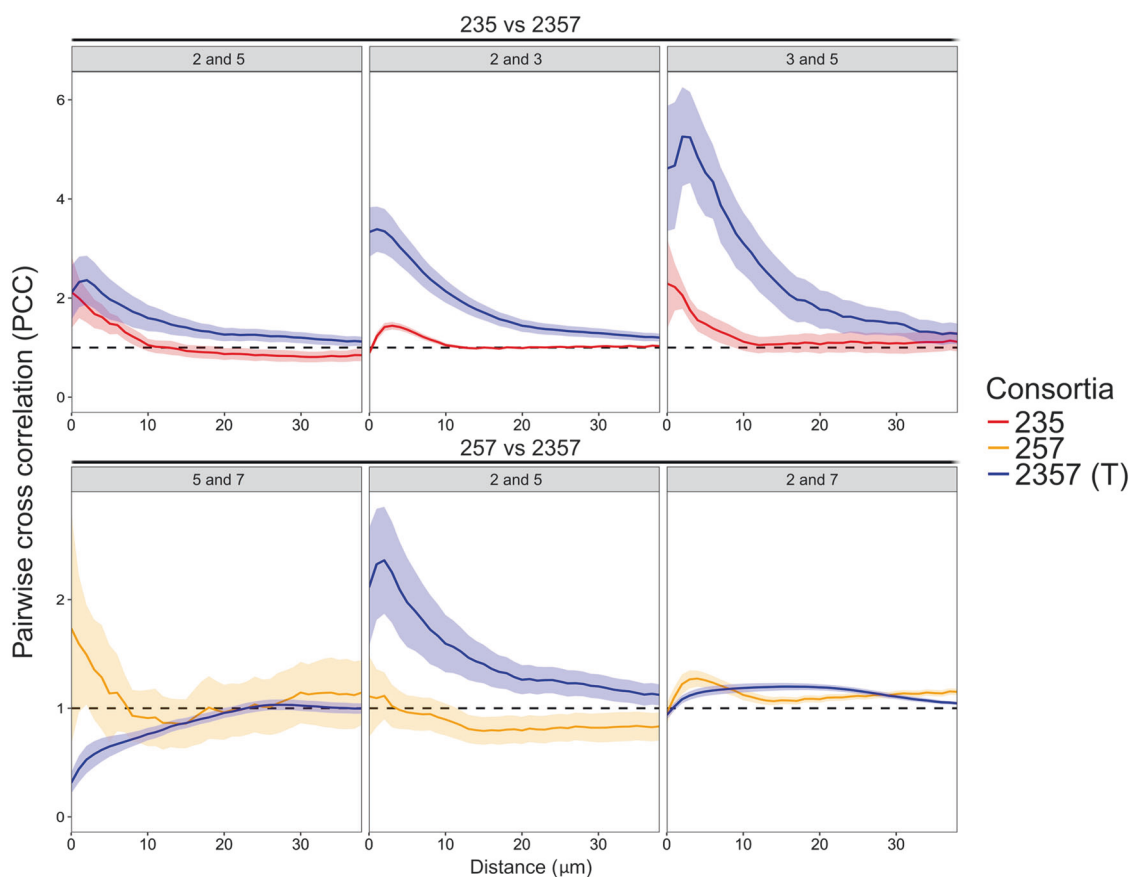 235 vs 2357
2 and 5
2 and 3
3 and 5
6
4
2
0
0
10
20
30
0
10
20
30
0
10
20
30
257 vs 2357
5 and 7
2 and 5
2 and 7
2
1
0
0
10
20
30
0
10
20
30
0
10
20
30
Pairwise cross correlation (PCC)
Distance (µm)
Consortia
235
257
2357 (T)